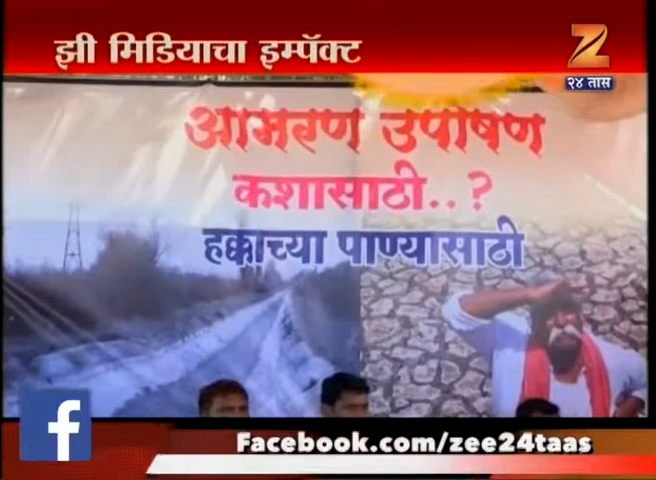 झी मिडियाचा इम्पॅक्ट
२४ तास
आमरण उपाषण
कशासाठी..?
हक्काच्या पाण्यासाठी
f
Facebook.com/zee24taas